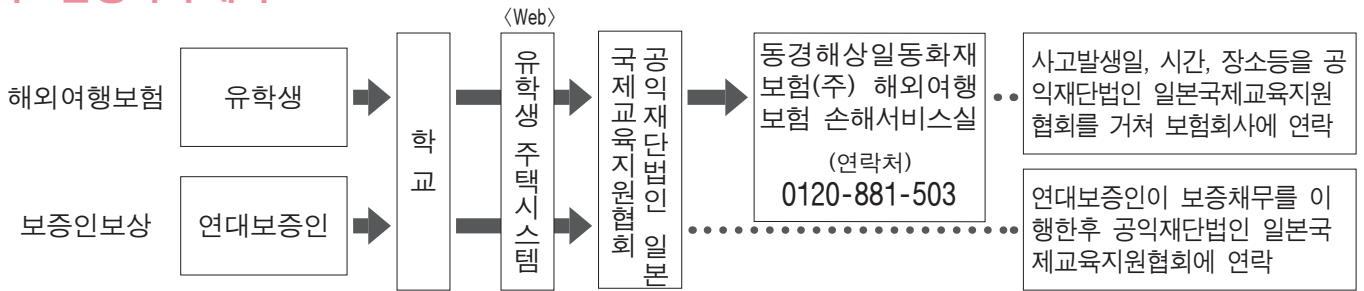 〈Web〉
해외여행보험
유학생
보증인보상
연대보증인
학교
유학생 주택시스템
공익재단법인 일본
국제교육지원협회
동경해상일동화재
보험(주) 해외여행
보험 손해서비스실
(연락처)
0120-881-503
사고발생일, 시간, 장소등을 공
익재단법인 일본국제교육지원
협회를 거쳐 보험회사에 연락
연대보증인이 보증채무를 이
행한후 공익재단법인 일본국
제교육지원협회에 연락